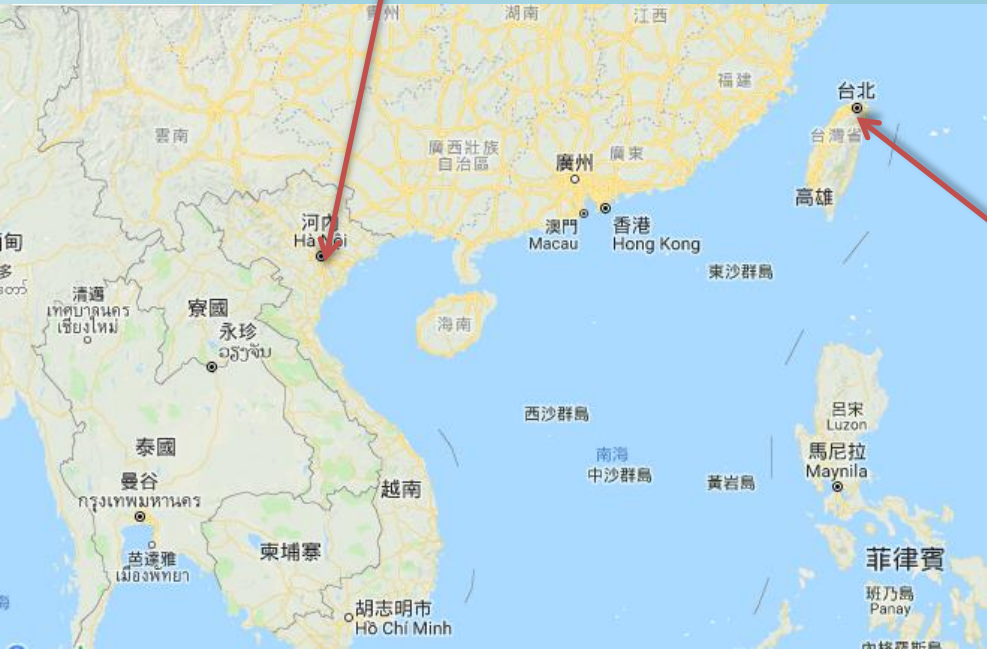 湖南
江西
福建
台北
雲南
台灣省
廣西壯族
自治區
廣州
廣東
高雄
河內
Hà Nội
澳門
Macau
香港
Hong Kong
東沙群島
清邁
เทศบาลนคร
เชียงใหม่
寮國
永珍
ວຽງຈັນ
海南
西沙群島
呂宋
Luzon
南海
中沙群島
黃岩島
馬尼拉
Maynila
泰國
曼谷
กรุงเทพมหานคร
越南
芭達雅
เมืองพัทยา
柬埔寨
菲律賓
班乃島
Panay
胡志明市
Hồ Chí Minh